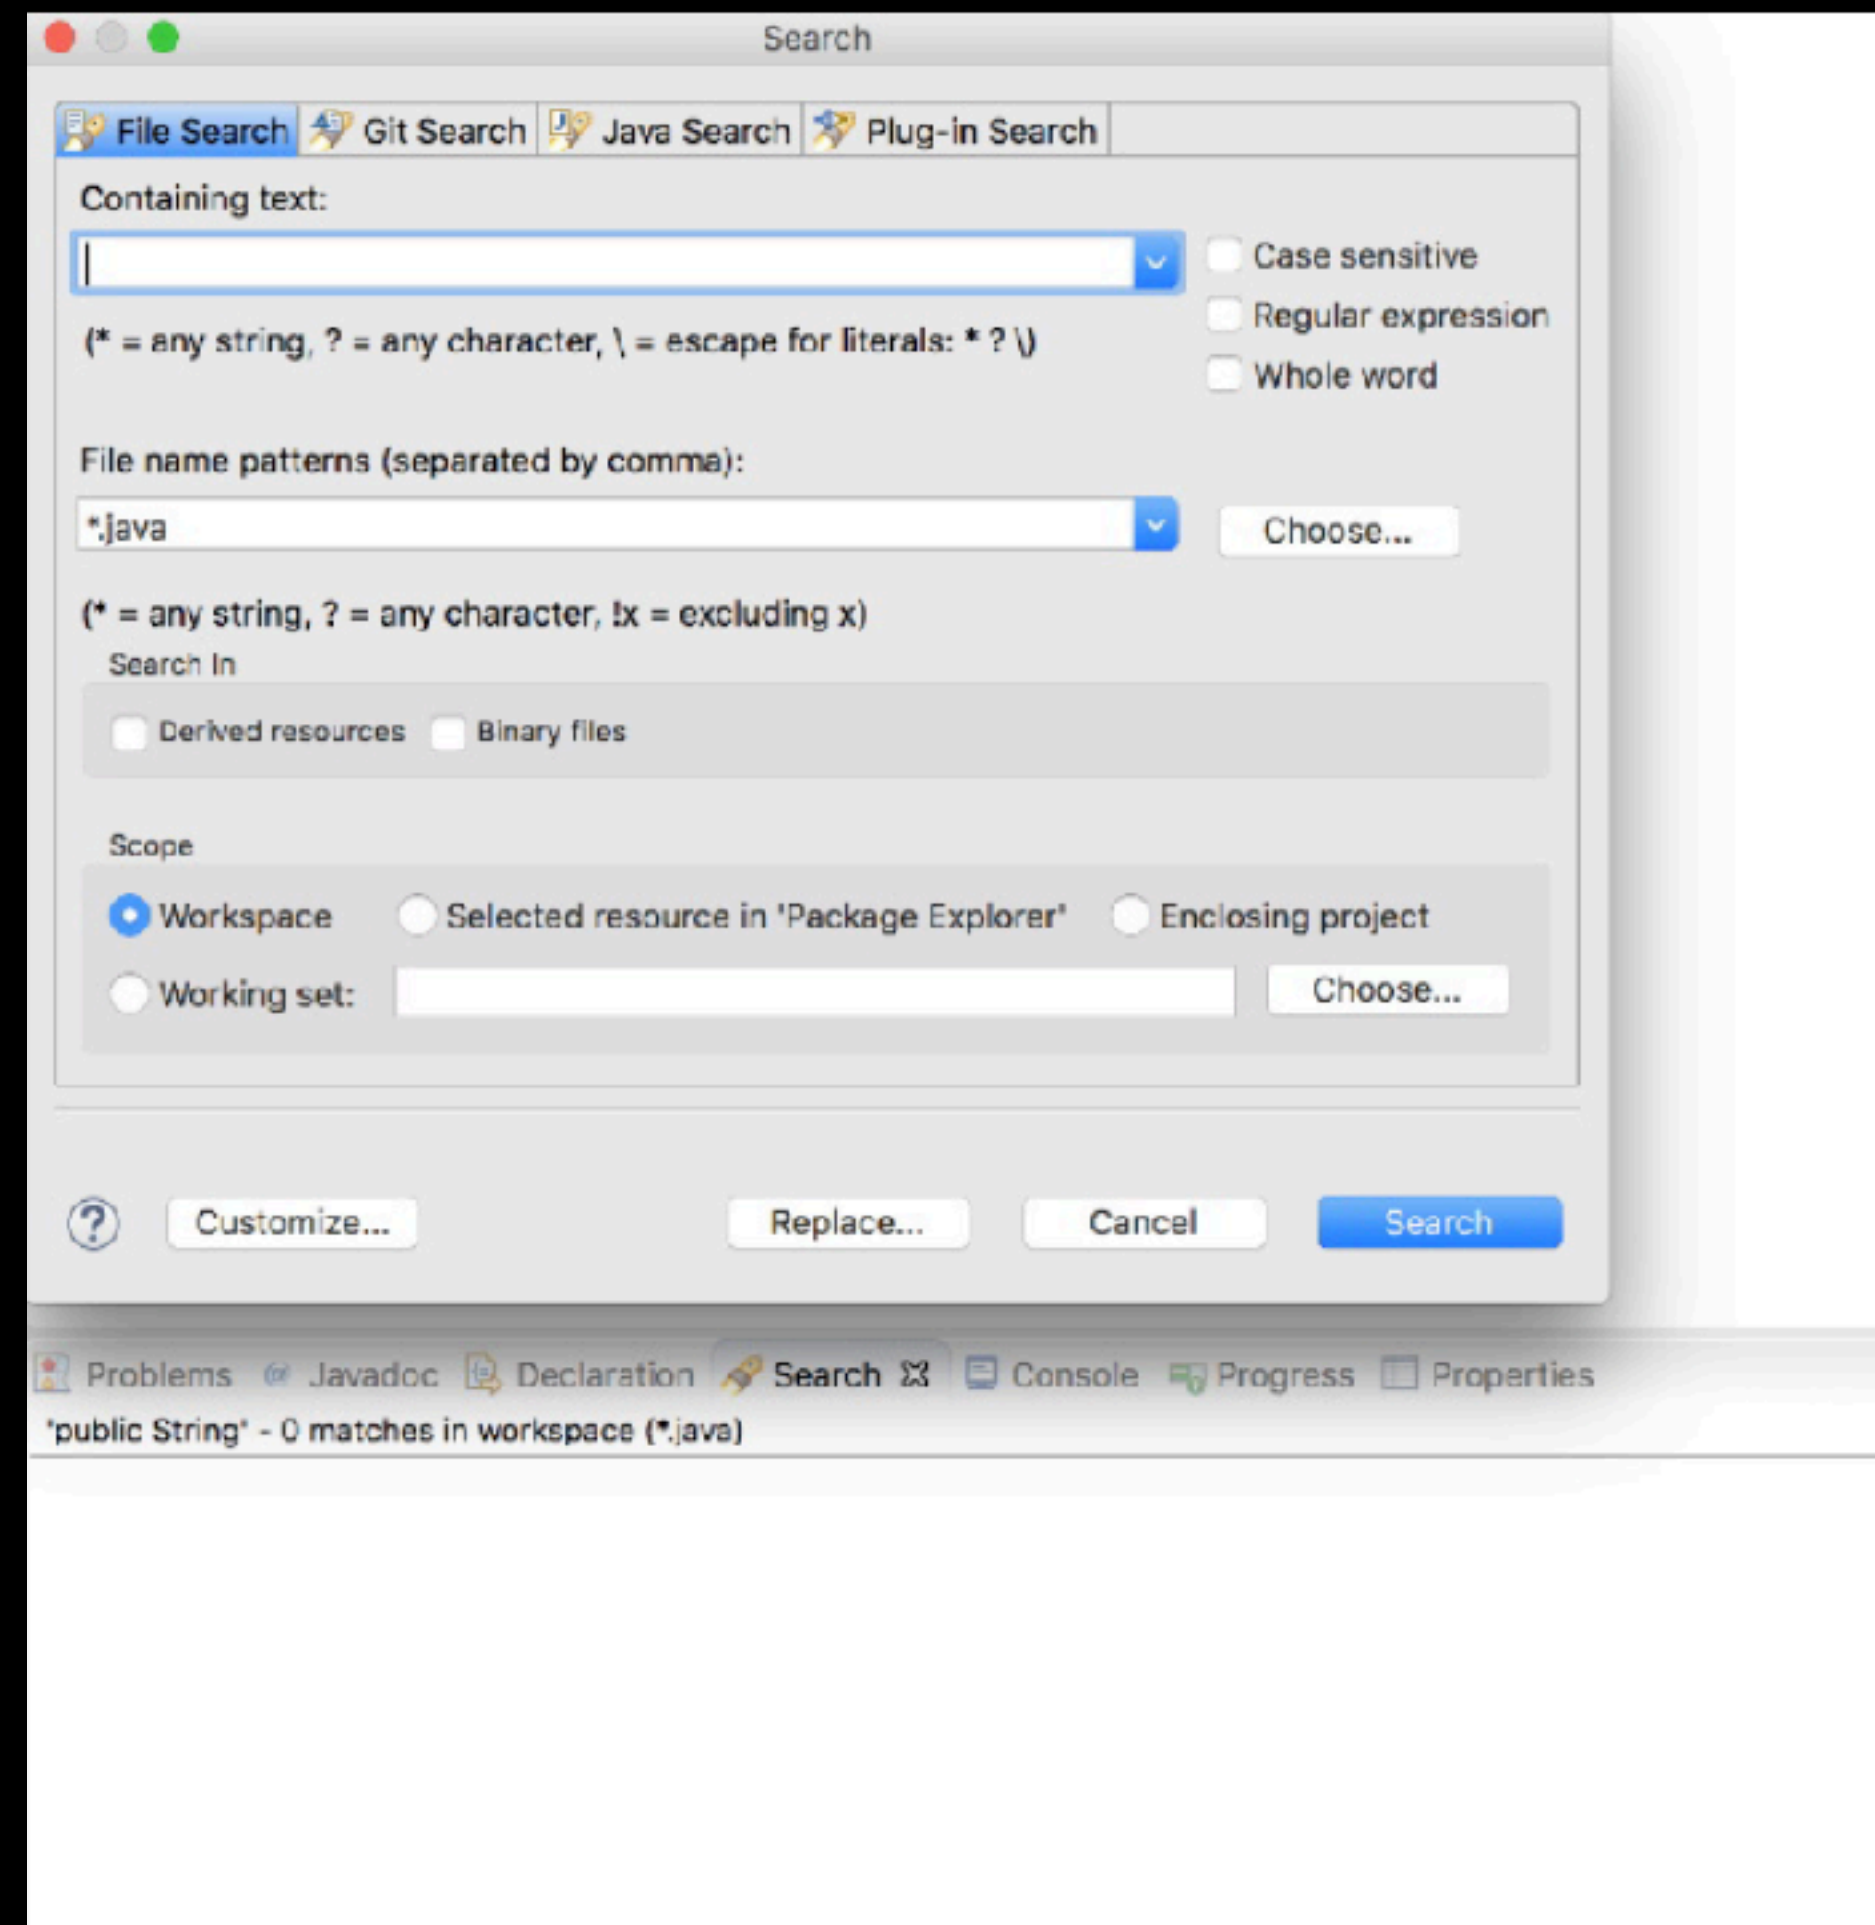 Search
File Search Git Search Java Search Plug-in Search
Containing text:
Case sensitive
(* = any string, ? = any character, \ = escape for literals: * ? \)
Regular expression
Whole word
File name patterns (separated by comma):
*.java Choose...
(* = any string, ? = any character, !x = excluding x)
Search In
Derived resources Binary files
Scope
Workspace Selected resource in 'Package Explorer' Enclosing project
Working set: Choose...
? Customize... Replace... Cancel Search
Problems @ Javadoc Declaration Search Console Progress Properties
'public String' - 0 matches in workspace (*.java)